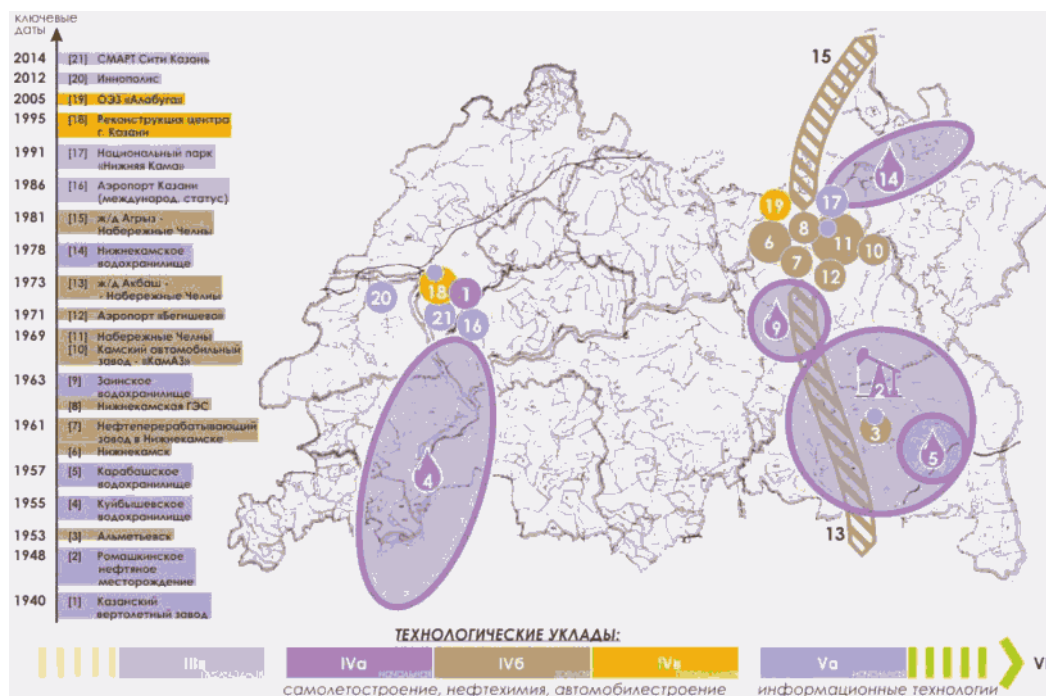 ключевые
даты
2014 [21] СМАРТ Сити Казань
2012 [20] Иннополис
2005 [19] ОЭЗ «Алабуга»
1995 [18] Реконструкция центра
г. Казани
1991 [17] Национальный парк
«Нижняя Кама»
1986 [16] Аэропорт Казани
(международ. статус)
1981 [15] ж/д Агрыз -
Набережные Челны
1978 [14] Нижнекамское
водохранилище
1973 [13] ж/д Акбаш -
- Набережные Челны
1971 [12] Аэропорт «Бегишево»
1969 [11] Набережные Челны
[10] Камский автомобильный
завод - «КамАЗ»
1963 [9] Заинское
водохранилище
[8] Нижнекамская ГЭС
1961 [7] Нефтеперерабатывающий
завод в Нижнекамске
[6] Нижнекамск
1957 [5] Карабашское
водохранилище
1955 [4] Куйбышевское
водохранилище
1953 [3] Альметьевск
1948 [2] Ромашкинское
нефтяное
месторождение
1940 [1] Казанский
вертолетный завод
15
14
19
17
8
6
11
10
7
12
18
1
20
21
16
9
2
3
5
4
13
ТЕХНОЛОГИЧЕСКИЕ УКЛАДЫ:
IVа начальная
IVб зрелая
IVв
Vа начальная
VI
самолетостроение, нефтехимия, автомобилестроение
информационные технологии